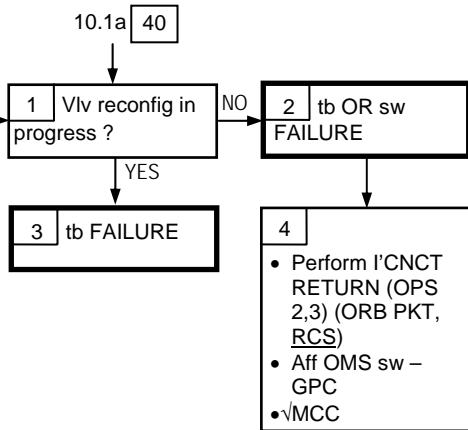 10.1a 40
1 Vlv reconfig in
progress ?
NO
2 tb OR sw
FAILURE
YES
3 tb FAILURE
4
• Perform I'CNCT
RETURN (OPS
2,3) (ORB PKT,
RCS)
• Aff OMS sw –
GPC
•√MCC